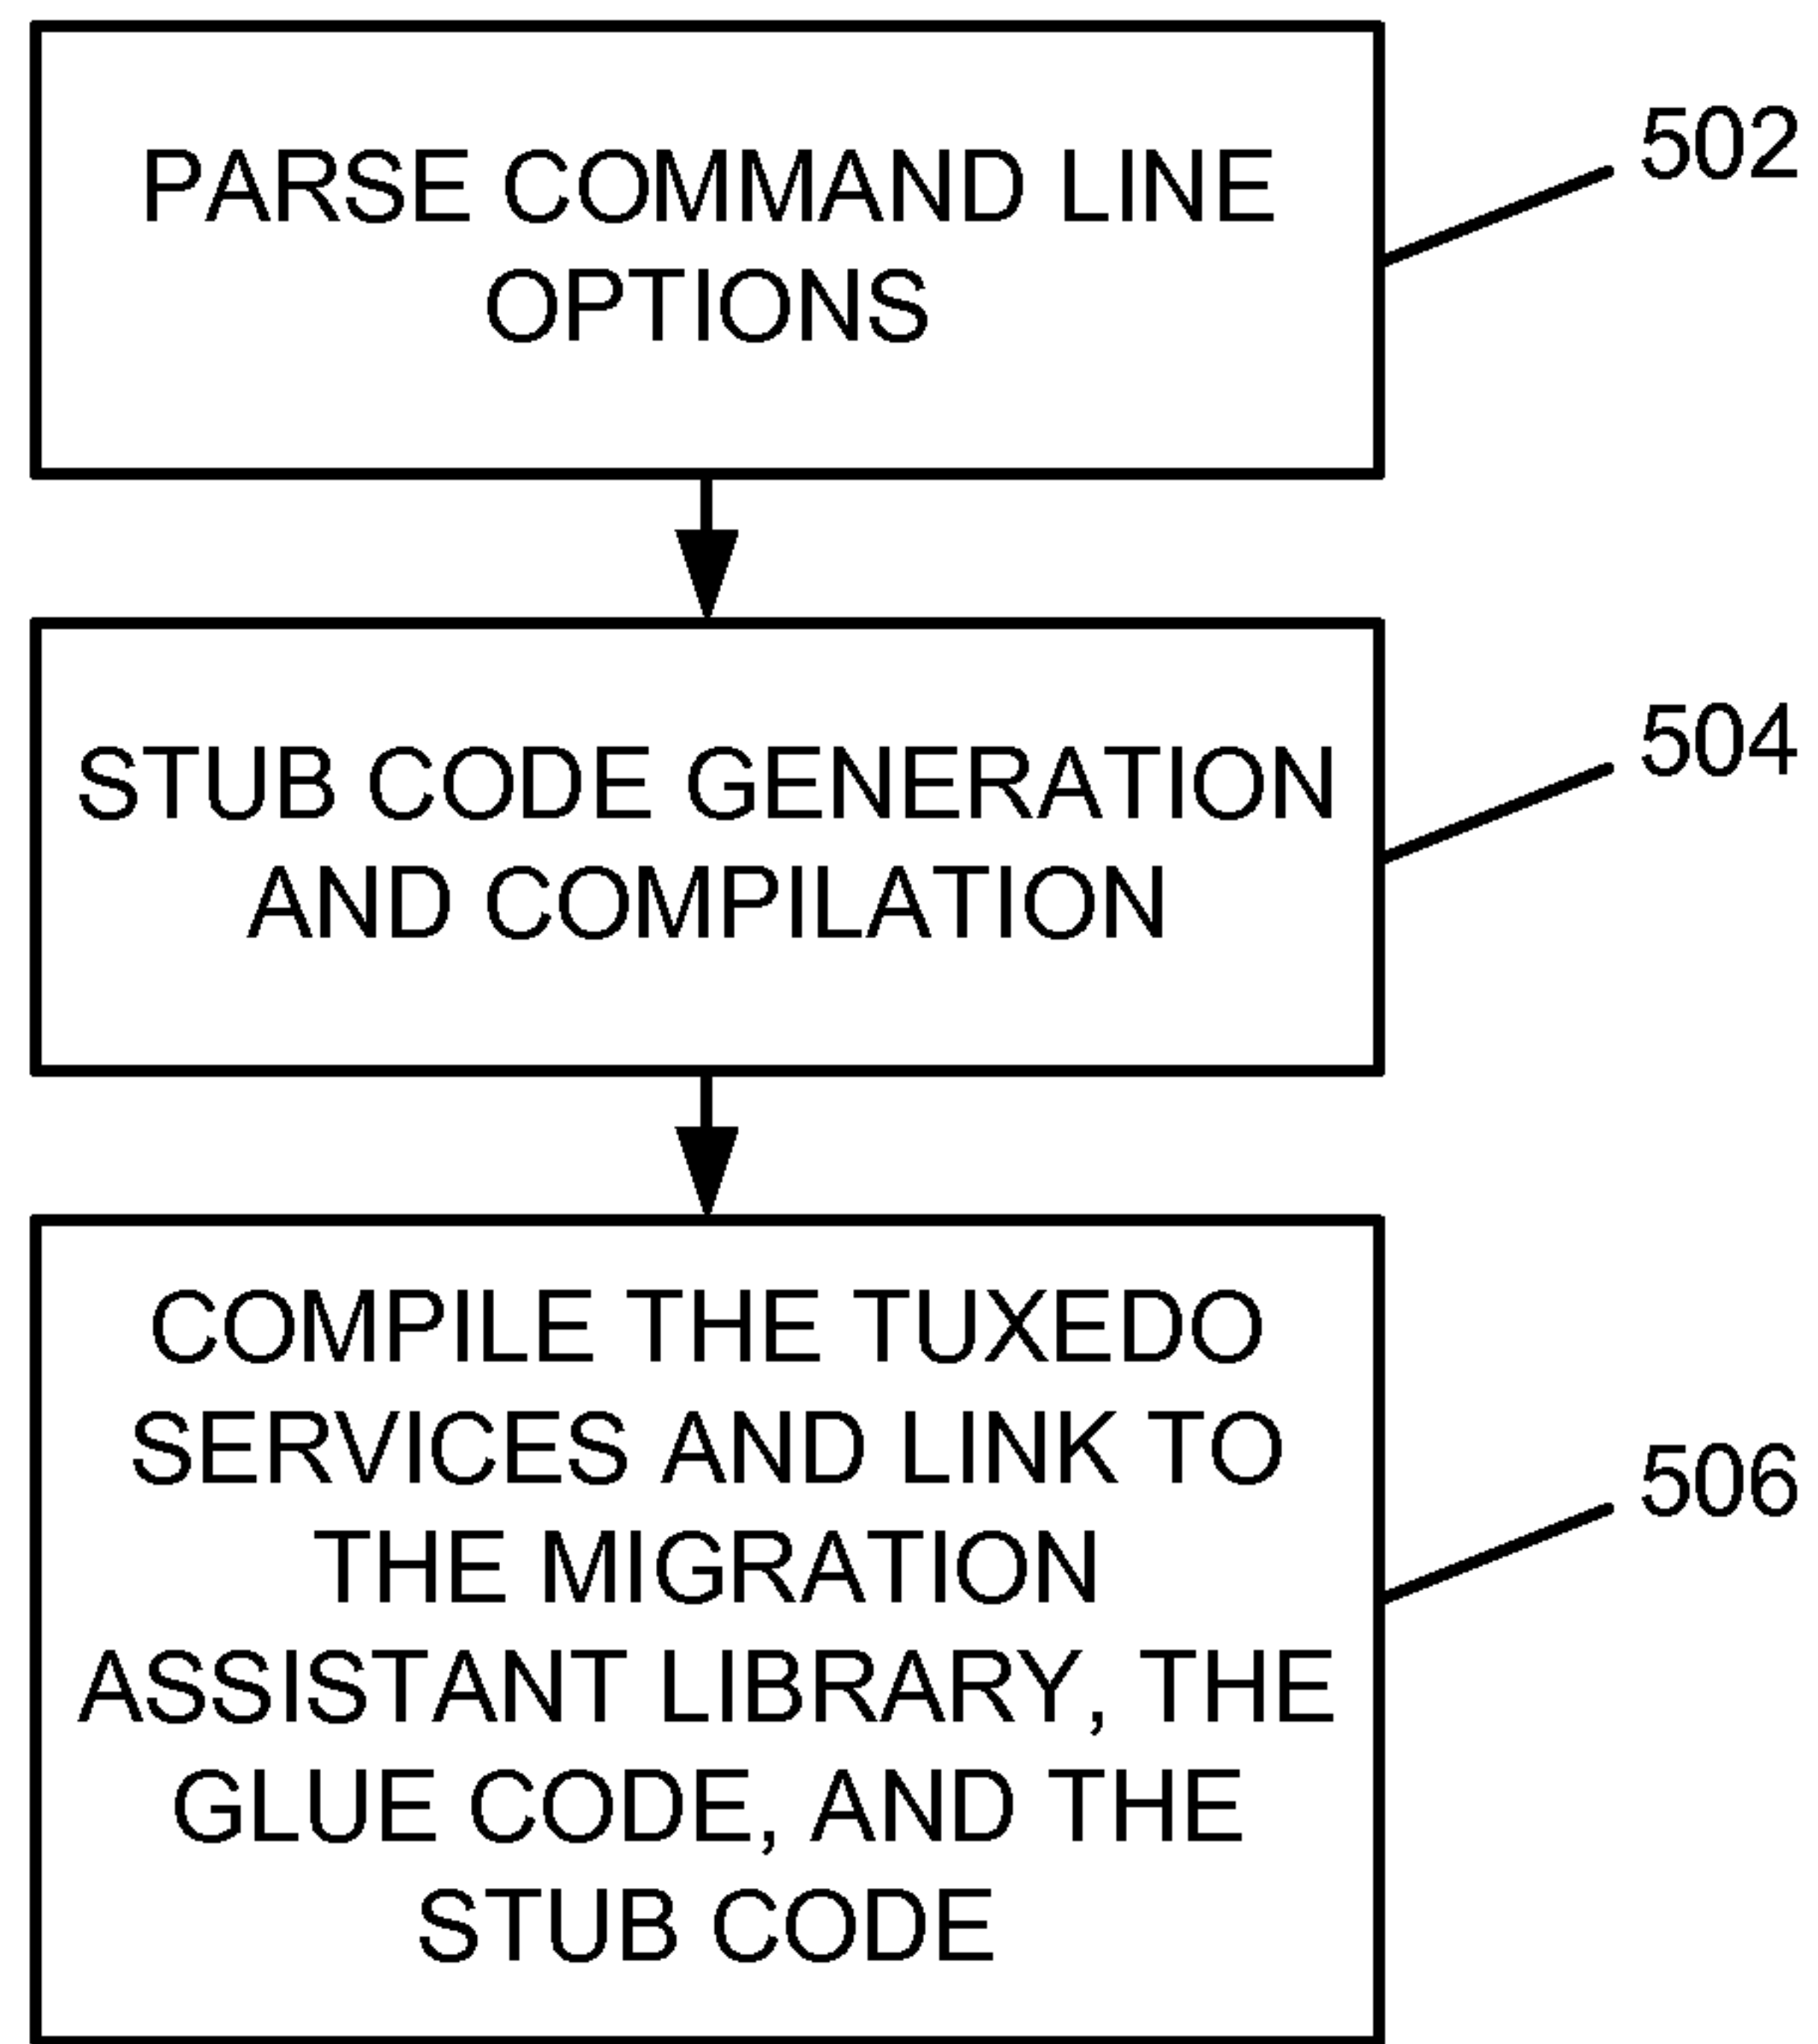 PARSE COMMAND LINE
OPTIONS
502
STUB CODE GENERATION
AND COMPILATION
504
COMPILE THE TUXEDO
SERVICES AND LINK TO
THE MIGRATION
ASSISTANT LIBRARY, THE
GLUE CODE, AND THE
STUB CODE
506